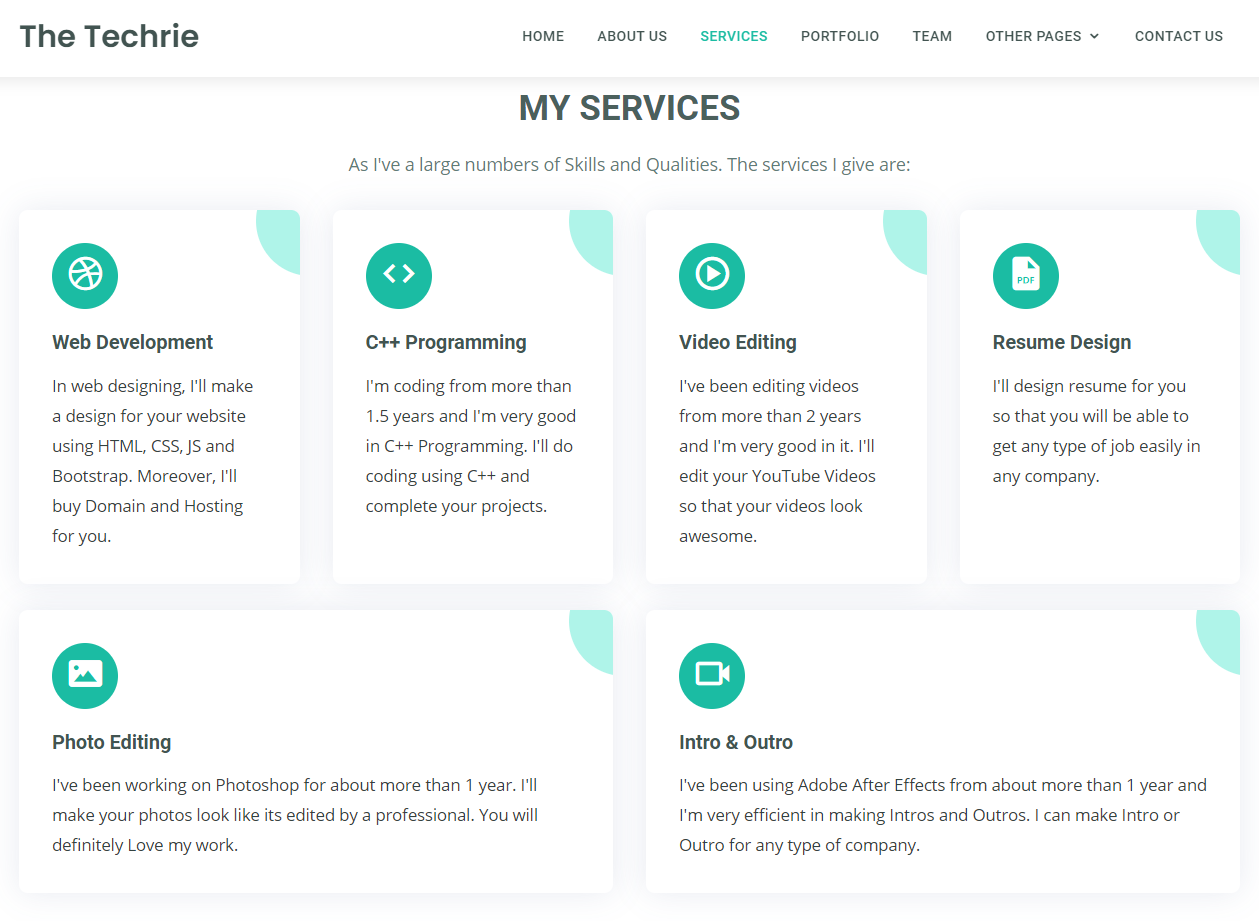 The Techrie
HOME
ABOUT US
SERVICES
PORTFOLIO
TEAM
OTHER PAGES
CONTACT US
MY SERVICES
As I've a large numbers of Skills and Qualities. The services I give are:
Web Development
In web designing, I'll make
a design for your website
using HTML, CSS, JS and
Bootstrap. Moreover, I'll
buy Domain and Hosting
for you.
C++ Programming
I'm coding from more than
1.5 years and I'm very good
in C++ Programming. I'll do
coding using C++ and
complete your projects.
Video Editing
I've been editing videos
from more than 2 years
and I'm very good in it. I'll
edit your YouTube Videos
so that your videos look
awesome.
PDF
Resume Design
I'll design resume for you
so that you will be able to
get any type of job easily in
any company.
Photo Editing
I've been working on Photoshop for about more than 1 year. I'll
make your photos look like its edited by a professional. You will
definitely Love my work.
Intro & Outro
I've been using Adobe After Effects from about more than 1 year and
I'm very efficient in making Intros and Outros. I can make Intro or
Outro for any type of company.